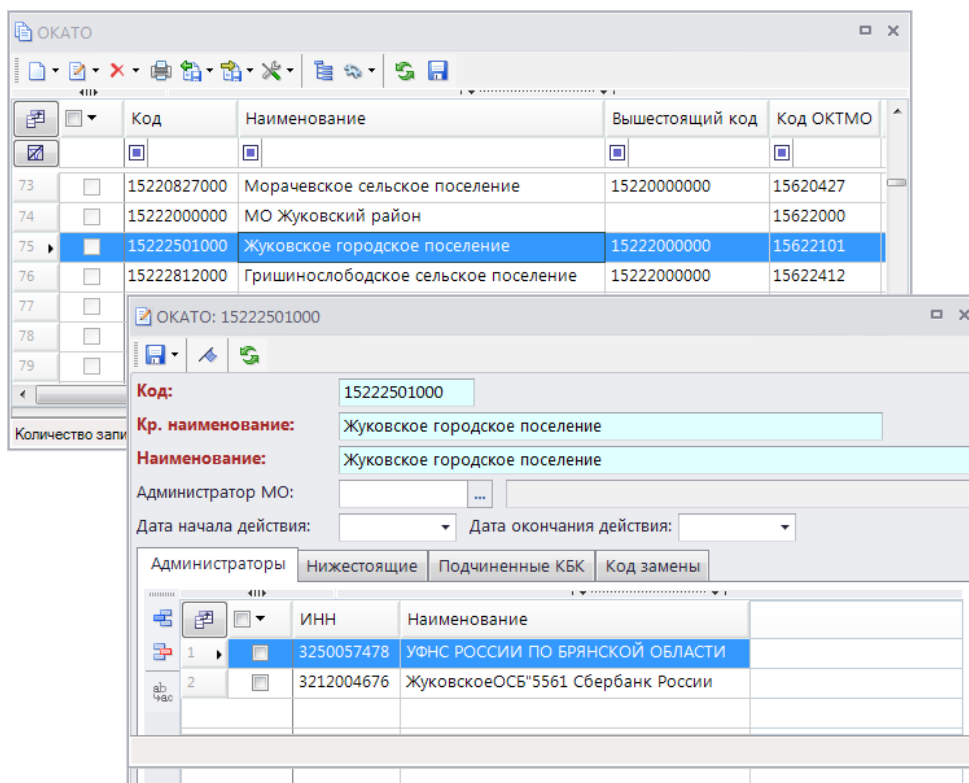 ОКАТО
Код Наименование Вышестоящий код Код ОКТМО
73 15220827000 Морачевское сельское поселение 15220000000 15620427
74 15222000000 МО Жуковский район 15622000
75 15222501000 Жуковское городское поселение 15222000000 15622101
76 15222812000 Гришинослободское сельское поселение 15222000000 15622412
77
78
79
Количество запи
ОКАТО: 15222501000
Код: 15222501000
Кр. наименование: Жуковское городское поселение
Наименование: Жуковское городское поселение
Администратор МО: ...
Дата начала действия: Дата окончания действия:
Администраторы Нижестоящие Подчиненные КБК Код замены
ИНН Наименование
1 3250057478 УФНС РОССИИ ПО БРЯНСКОЙ ОБЛАСТИ
2 3212004676 ЖуковскоеОСБ"5561 Сбербанк России
ab
ac